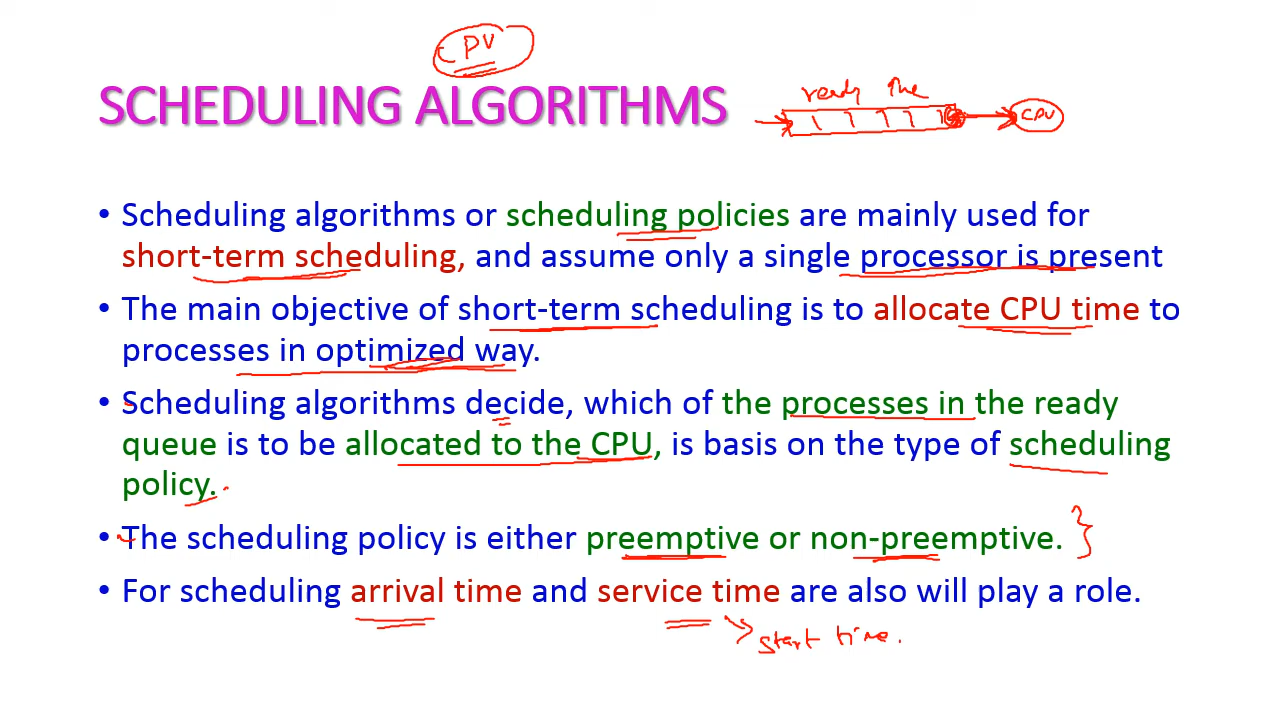 CPU
SCHEDULING ALGORITHMS
ready
CPU
• Scheduling algorithms or scheduling policies are mainly used for
short-term scheduling, and assume only a single processor is present
• The main objective of short-term scheduling is to allocate CPU time to
processes in optimized way.
• Scheduling algorithms decide, which of the processes in the ready
queue is to be allocated to the CPU, is basis on the type of scheduling
policy.
• The scheduling policy is either preemptive or non-preemptive.
• For scheduling arrival time and service time are also will play a role.
start time.